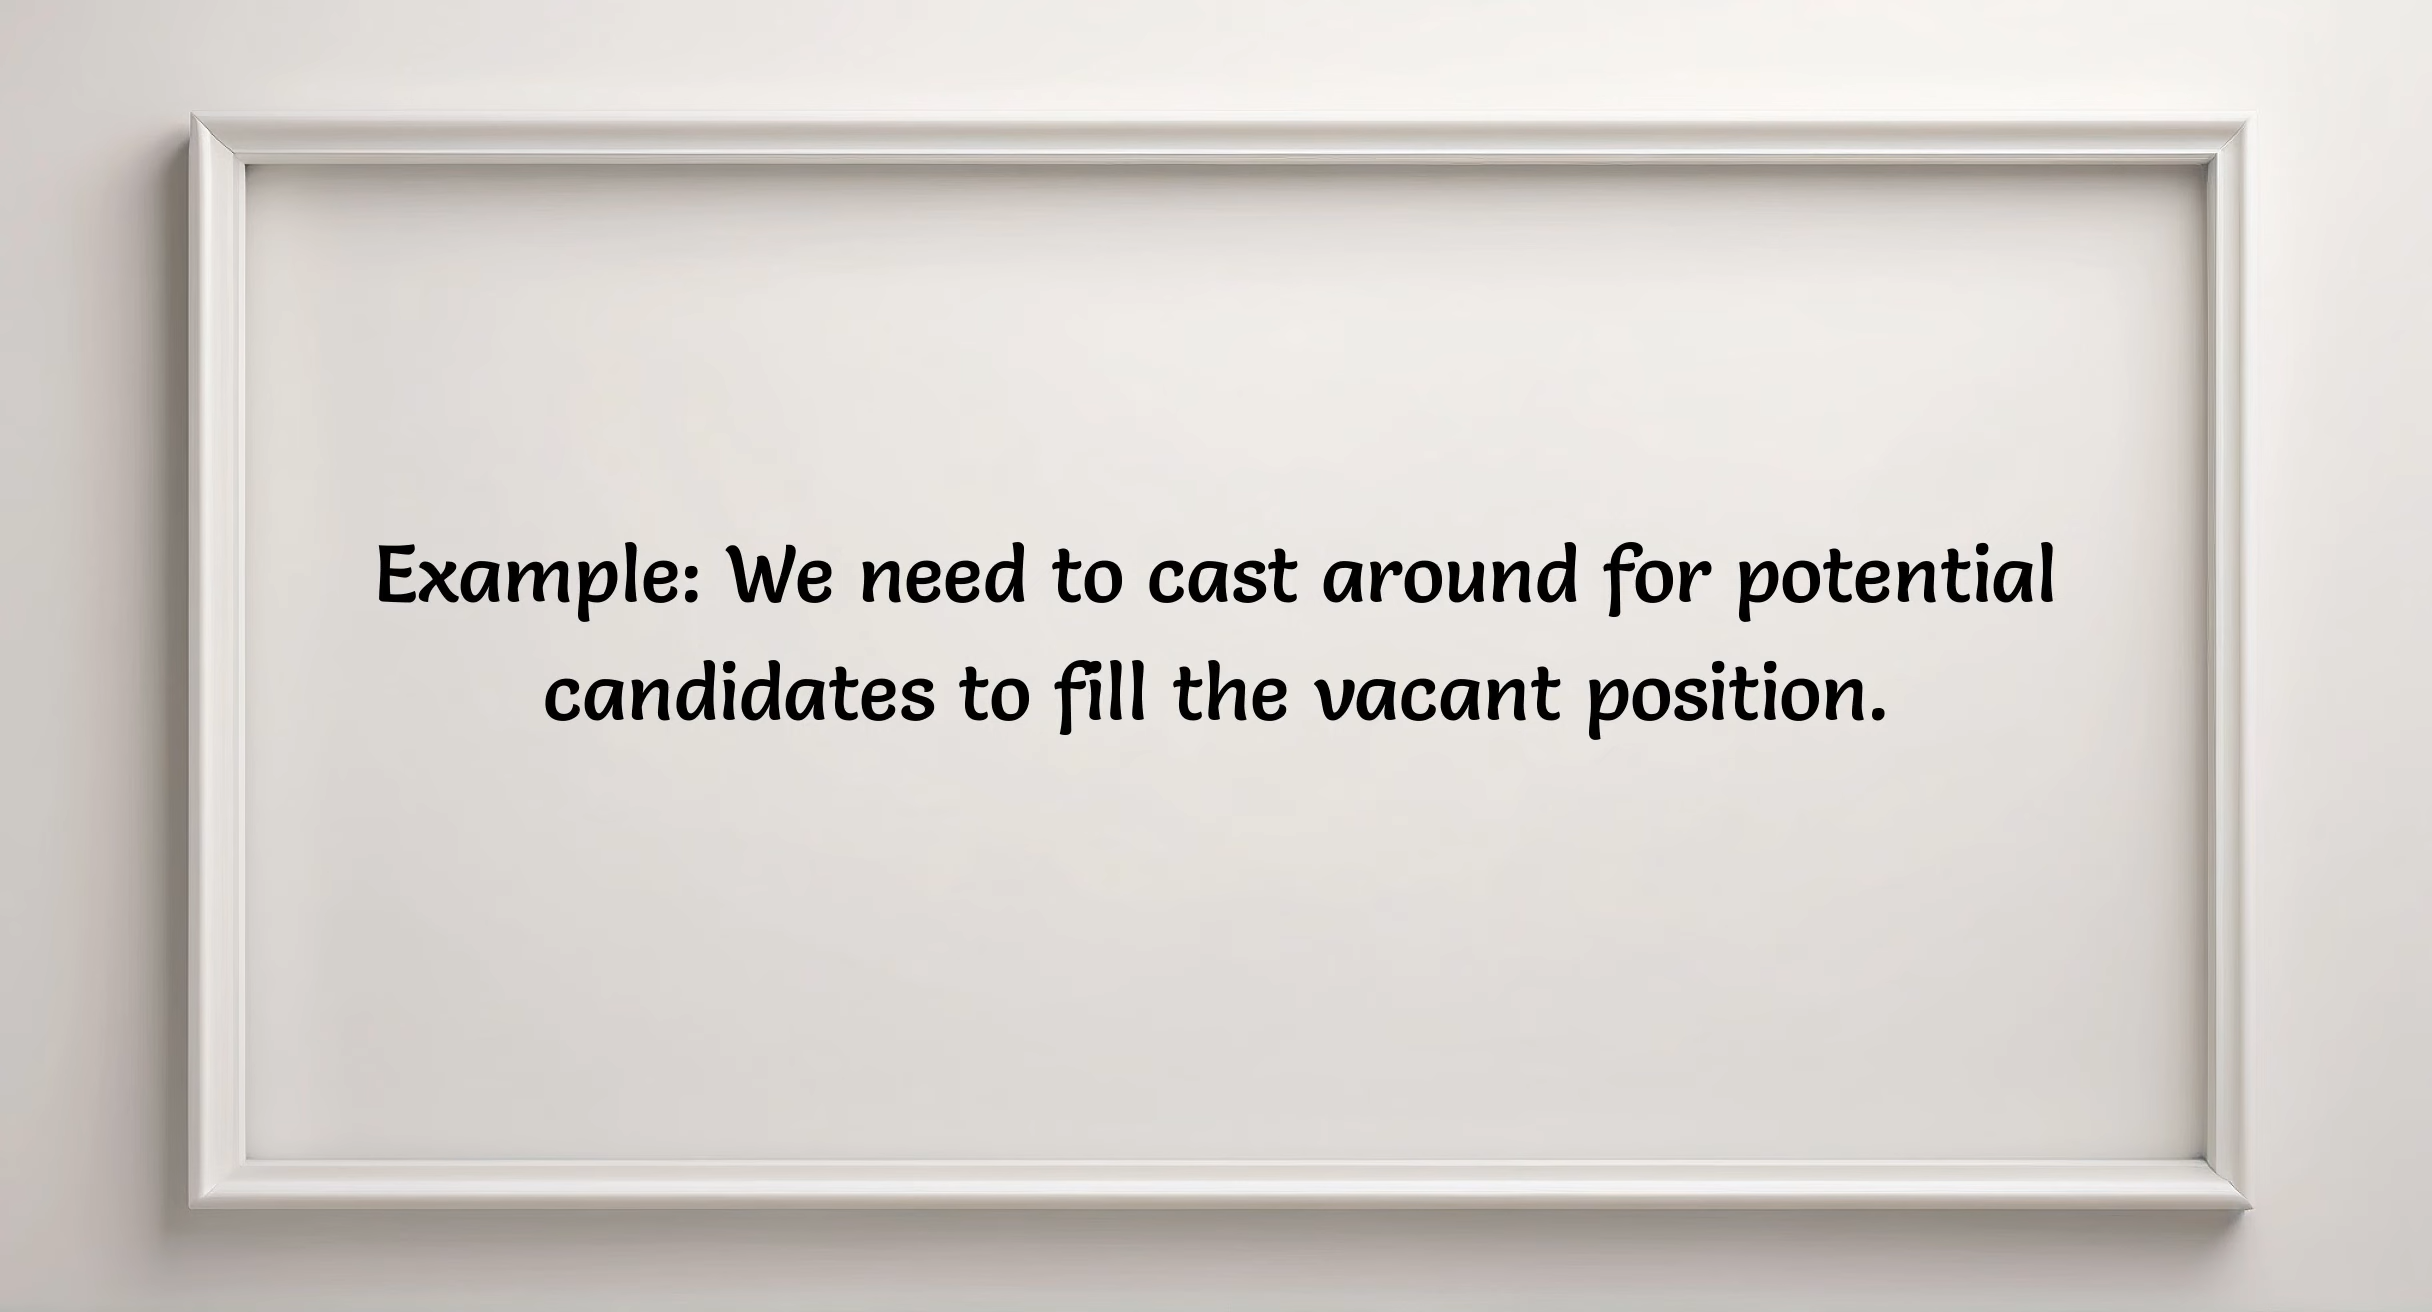 Example: We need to cast around for potential
candidates to fill the vacant position.